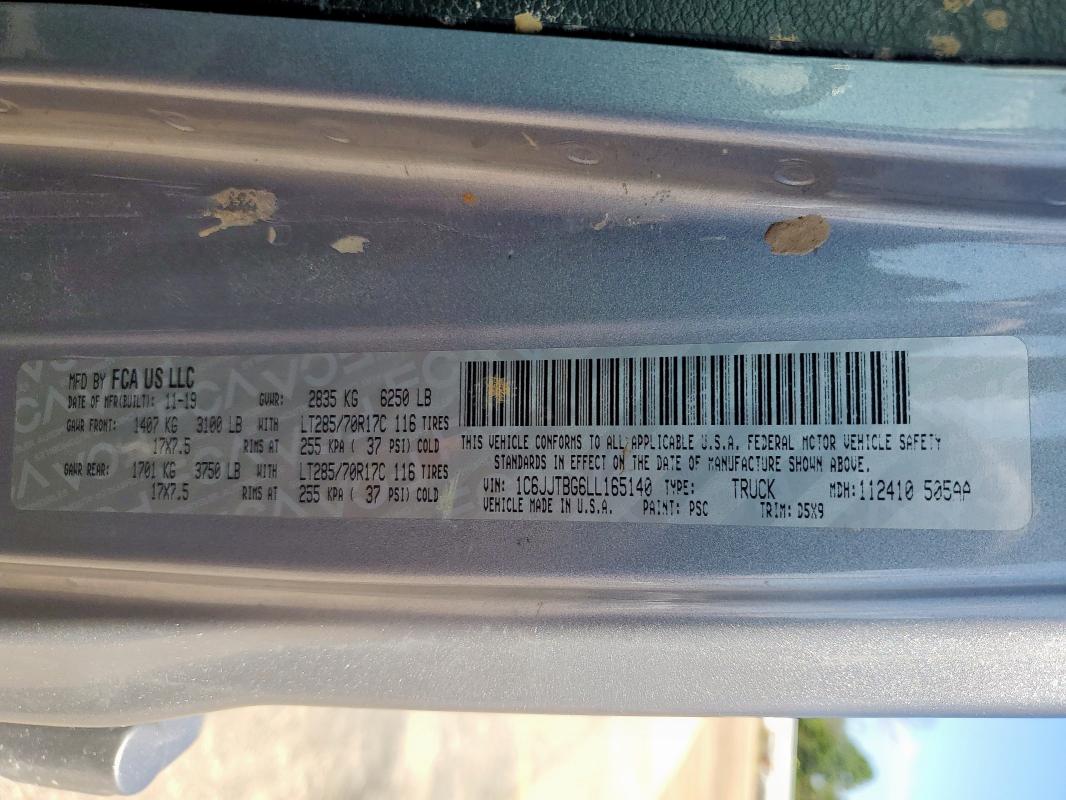 MFD BY FCA US LLC
DATE OF MFR(BUILT): 11-19 GVWR: 2835 KG 6250 LB
GAWR FRONT: 1407 KG 3100 LB WITH LT285/70R17C 116 TIRES
17X7.5 RIMS AT 255 KPA ( 37 PSI) COLD
GAWR REAR: 1701 KG 3750 LB WITH LT285/70R17C 116 TIRES
17X7.5 RIMS AT 255 KPA ( 37 PSI) COLD
THIS VEHICLE CONFORMS TO ALL APPLICABLE U.S.A. FEDERAL MOTOR VEHICLE SAFETY
STANDARDS IN EFFECT ON THE DATE OF MANUFACTURE SHOWN ABOVE.
VIN: 1C6JJTBG6LL165140 TYPE: TRUCK MDH:112410 505AA
VEHICLE MADE IN U.S.A. PAINT: PSC TRIM: D5X9